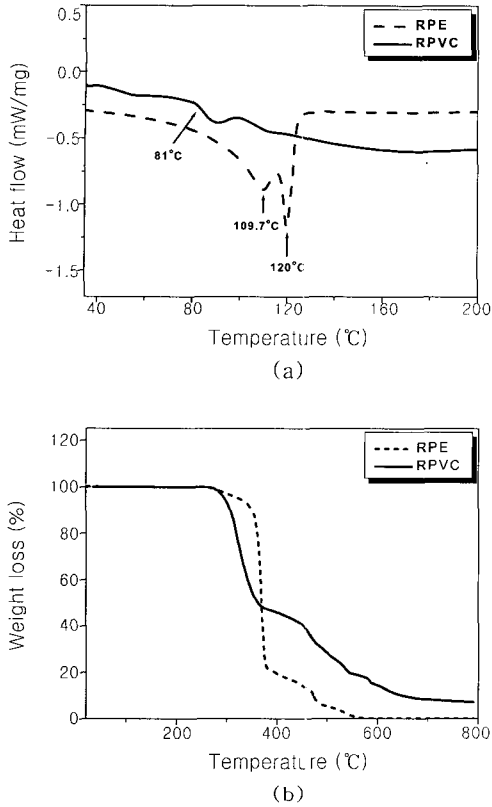 0.5
0.0
-0.5
-1.0
-1.5
Heat flow (mW/mg)
RPE
RPVC
81°C
109.7°C
120°C
40 80 120 160 200
Temperature (℃)
(a)
120
100
80
60
40
20
0
Weight loss (%)
RPE
RPVC
200 400 600 800
Temperature (℃)
(b)